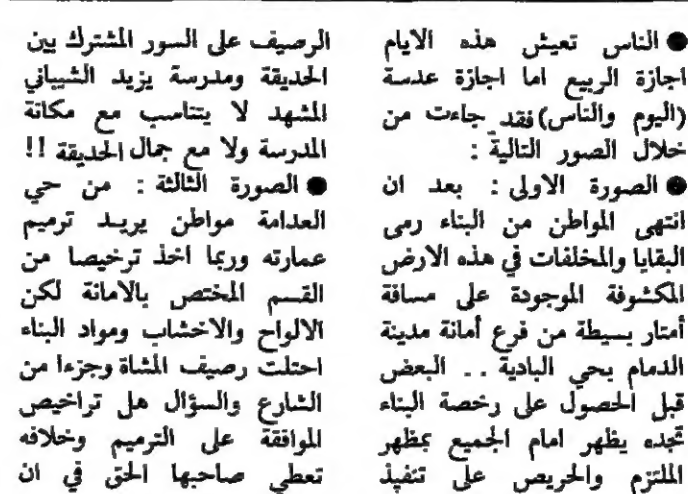 ● الناس تعيش هذه الايام
اجازة الربيع اما اجازة عدسة
(اليوم والناس) فقد جاءت من
خلال الصور التالية :
● الصورة الاولى : بعد ان
انتهى المواطن من البناء رمى
البقايا والمخلفات في هذه الارض
المكشوفة الموجودة على مسافة
أمتار بسيطة من فرع أمانة مدينة
الدمام بحي البادية .. البعض
قبل الحصول على رخصة البناء
تجده يظهر امام الجميع بمظهر
الملتزم والحريص على تنفيذ
الرصيف على السور المشترك بين
الحديقة ومدرسة يزيد الشيباني
المشهد لا يتناسب مع مكانة
المدرسة ولا مع جمال الحديقة !!
● الصورة الثالثة : من حي
العدامة مواطن يريد ترميم
عمارته وربما اخذ ترخيصا من
القسم المختص بالامانة لكن
الالواح والاخشاب ومواد البناء
احتلت رصيف المشاة وجزءا من
الشارع والسؤال هل تراخيص
الموافقة على الترميم وخلافه
تعطي صاحبها الحق في ان